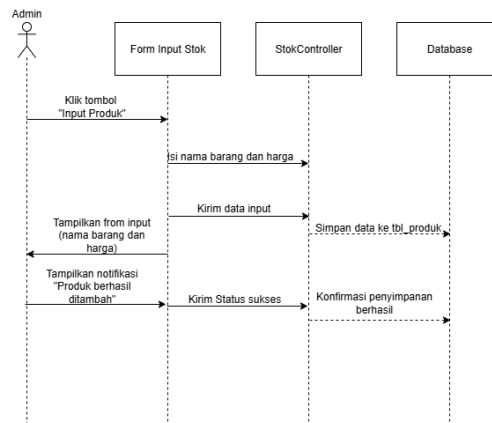 Admin
Form Input Stok
StokController
Database
Klik tombol
"Input Produk"
Isi nama barang dan harga
Kirim data input
Simpan data ke tbl_produk
Tampilkan from input
(nama barang dan
harga)
Tampilkan notifikasi
"Produk berhasil
ditambah"
Kirim Status sukses
Konfirmasi penyimpanan
berhasil